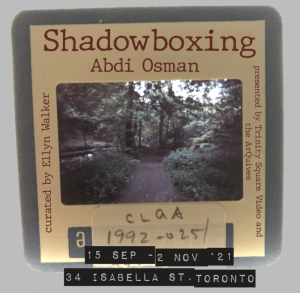 Shadowboxing
Abdi Osman
curated by Ellyn Walker
presented by Trinity Square Video and
the ArQuives
a
CLGA
1992-025/
15 SEP - 2 NOV '21
34 ISABELLA ST. TORONTO